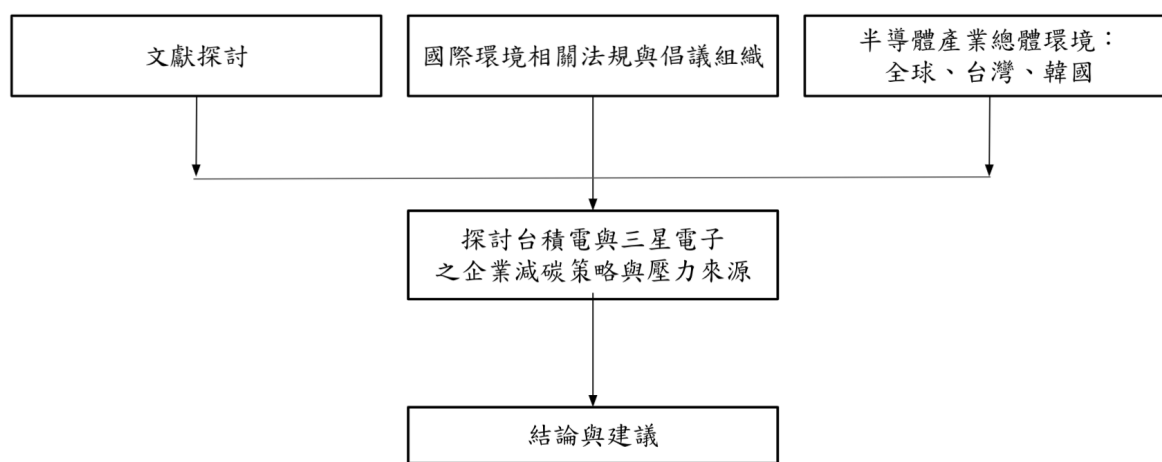 文獻探討
國際環境相關法規與倡議組織
半導體產業總體環境：
全球、台灣、韓國
探討台積電與三星電子
之企業減碳策略與壓力來源
結論與建議